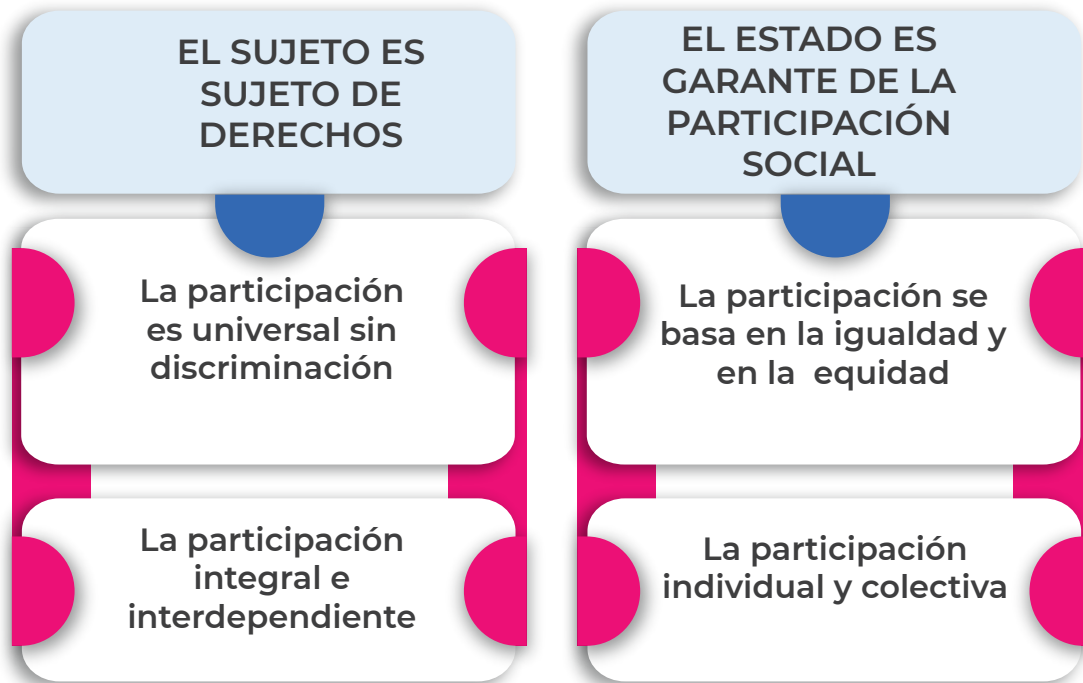 EL SUJETO ES
SUJETO DE
DERECHOS
La participación
es universal sin
discriminación
La participación
integral e
interdependiente
EL ESTADO ES
GARANTE DE LA
PARTICIPACIÓN
SOCIAL
La participación se
basa en la igualdad y
en la equidad
La participación
individual y colectiva